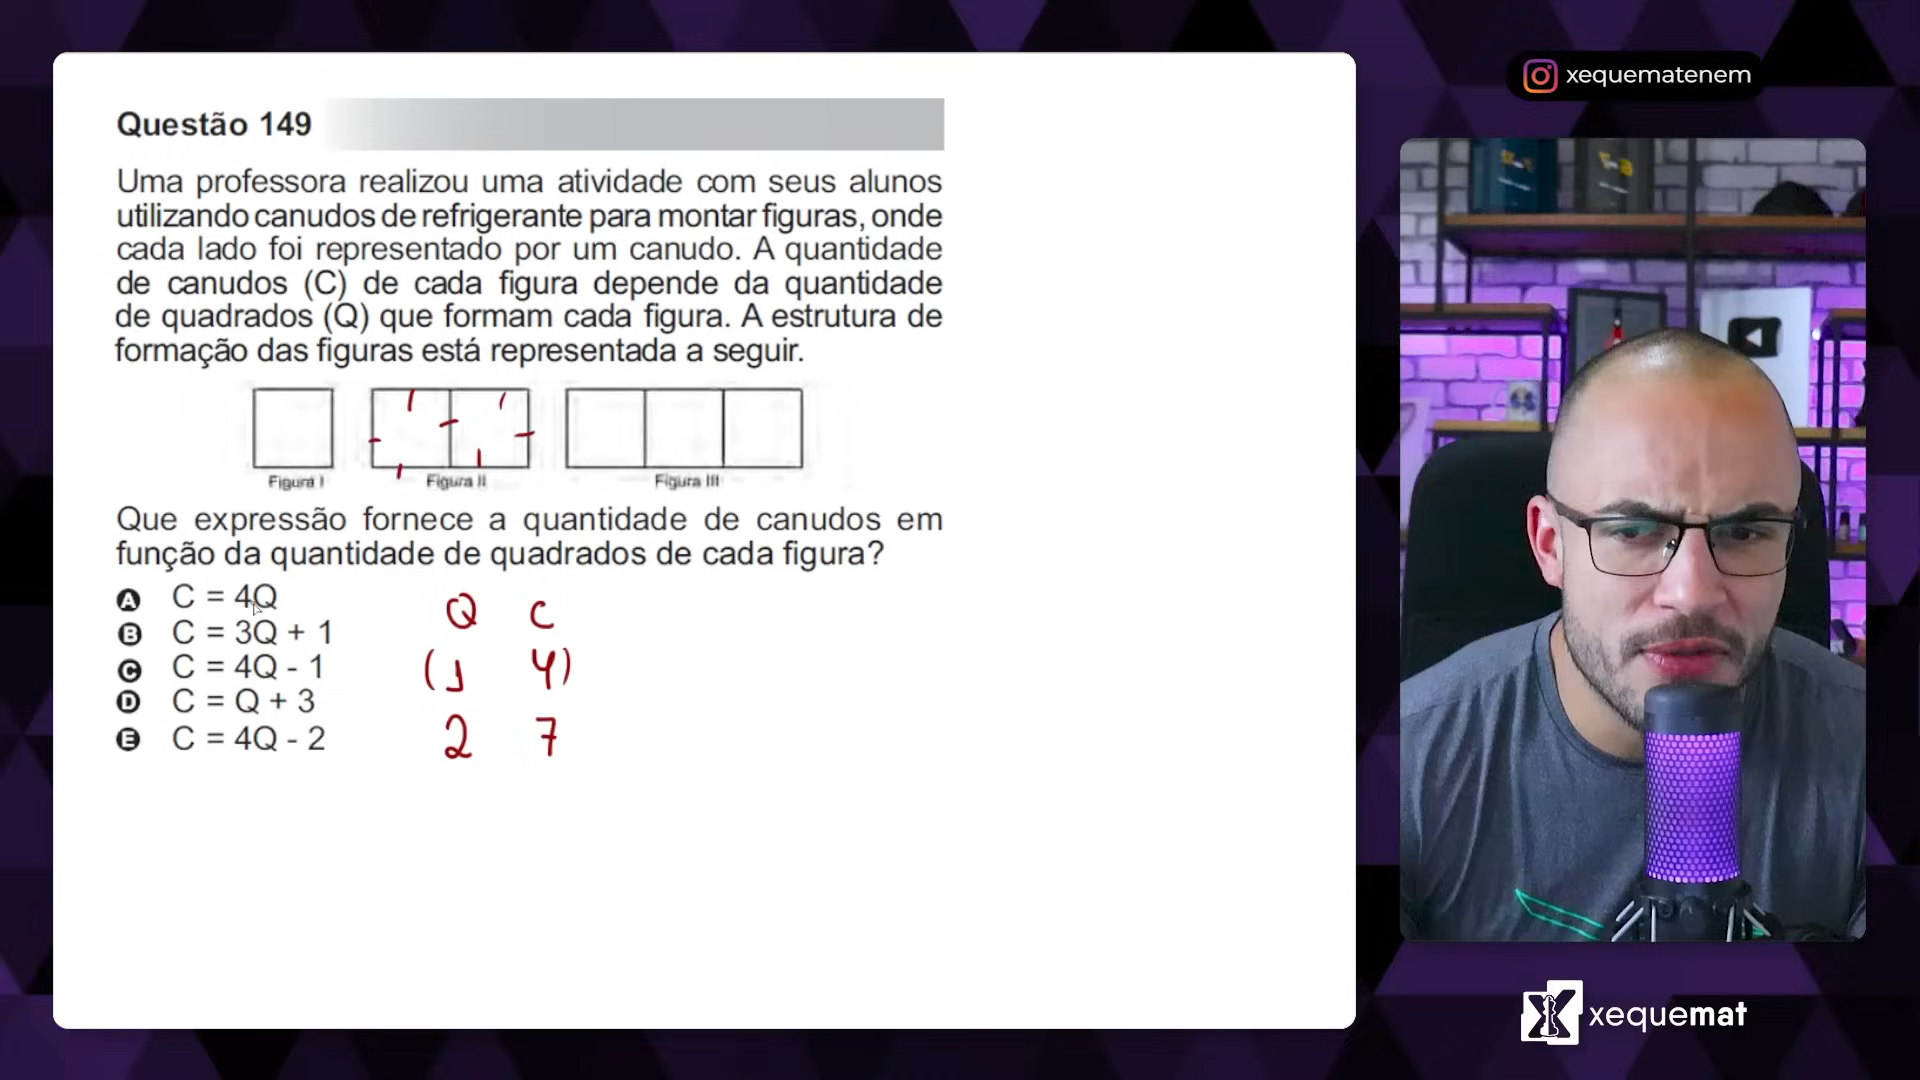 xequematenem
Questão 149
Uma professora realizou uma atividade com seus alunos
utilizando canudos de refrigerante para montar figuras, onde
cada lado foi representado por um canudo. A quantidade
de canudos (C) de cada figura depende da quantidade
de quadrados (Q) que formam cada figura. A estrutura de
formação das figuras está representada a seguir.
Figura I Figura II Figura III
Que expressão fornece a quantidade de canudos em
função da quantidade de quadrados de cada figura?
A C = 4Q
B C = 3Q + 1
C C = 4Q - 1
D C = Q + 3
E C = 4Q - 2
Q C
(1 4)
2 7
xequemat